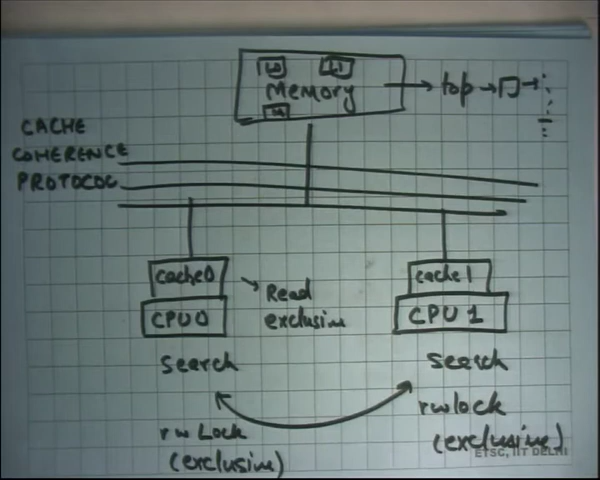 Memory
top
CACHE
COHERENCE
PROTOCOL
cache0
CPU0
Read
exclusive
cache1
CPU 1
Search
Search
rw Lock
(exclusive)
rwlock
(exclusive)
ETSC, IIT DELHI